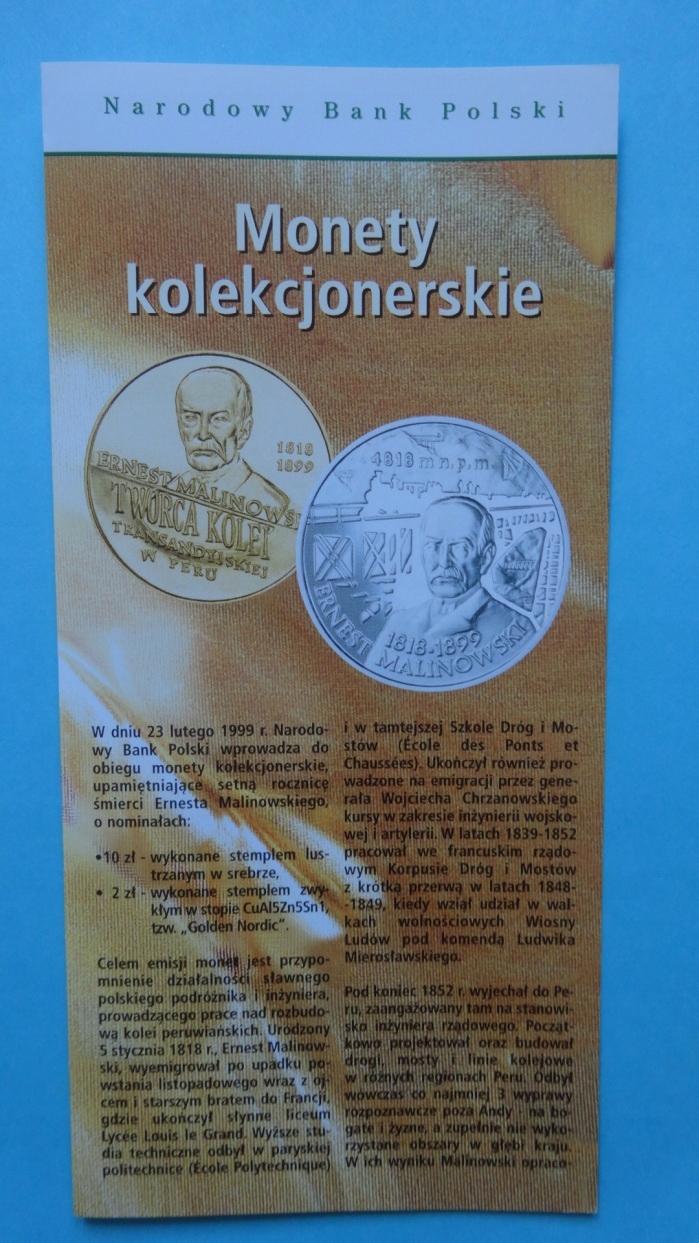 Narodowy Bank Polski
Monety
kolekcjonerskie
1818
1899
ERNEST MALINOWSKI
TWÓRCA KOLEI
TRANSANDYJSKIEJ
W PERU
4818 m n.p.m.
1818-1899
ERNEST MALINOWSKI
W dniu 23 lutego 1999 r. Narodo-
wy Bank Polski wprowadza do
obiegu monety kolekcjonerskie,
upamiętniające setną rocznicę
śmierci Ernesta Malinowskiego,
o nominałach:
•10 zł - wykonane stemplem lus-
trzanym w srebrze,
• 2 zł - wykonane stemplem zwy-
kłym w stopie CuAl5Zn5Sn1,
tzw. „Golden Nordic”.
Celem emisji monet jest przypo-
mnienie działalności sławnego
polskiego podróżnika i inżyniera,
prowadzącego prace nad rozbudo-
wą kolei peruwiańskich. Urodzony
5 stycznia 1818 r., Ernest Malinow-
ski, wyemigrował po upadku po-
wstania listopadowego wraz z oj-
cem i starszym bratem do Francji,
gdzie ukończył słynne liceum
Lycée Louis le Grand. Wyższe stu-
dia techniczne odbył w paryskiej
politechnice (École Polytechnique)
i w tamtejszej Szkole Dróg i Mo-
stów (École des Ponts et
Chaussées). Ukończył również pro-
wadzone na emigracji przez gene-
rała Wojciecha Chrzanowskiego
kursy w zakresie inżynierii wojsko-
wej i artylerii. W latach 1839-1852
pracował we francuskim rządo-
wym Korpusie Dróg i Mostów
z krótką przerwą w latach 1848-
-1849, kiedy wziął udział w wal-
kach wolnościowych Wiosny
Ludów pod komendą Ludwika
Mierosławskiego.
Pod koniec 1852 r. wyjechał do Pe-
ru, zaangażowany tam na stanowi-
sko inżyniera rządowego. Począt-
kowo projektował oraz budował
drogi, mosty i linie kolejowe
w różnych regionach Peru. Odbył
wówczas co najmniej 3 wyprawy
rozpoznawcze poza Andy - na bo-
gate i żyzne, a zupełnie nie wyko-
rzystane obszary w głębi kraju.
W ich wyniku Malinowski opraco-